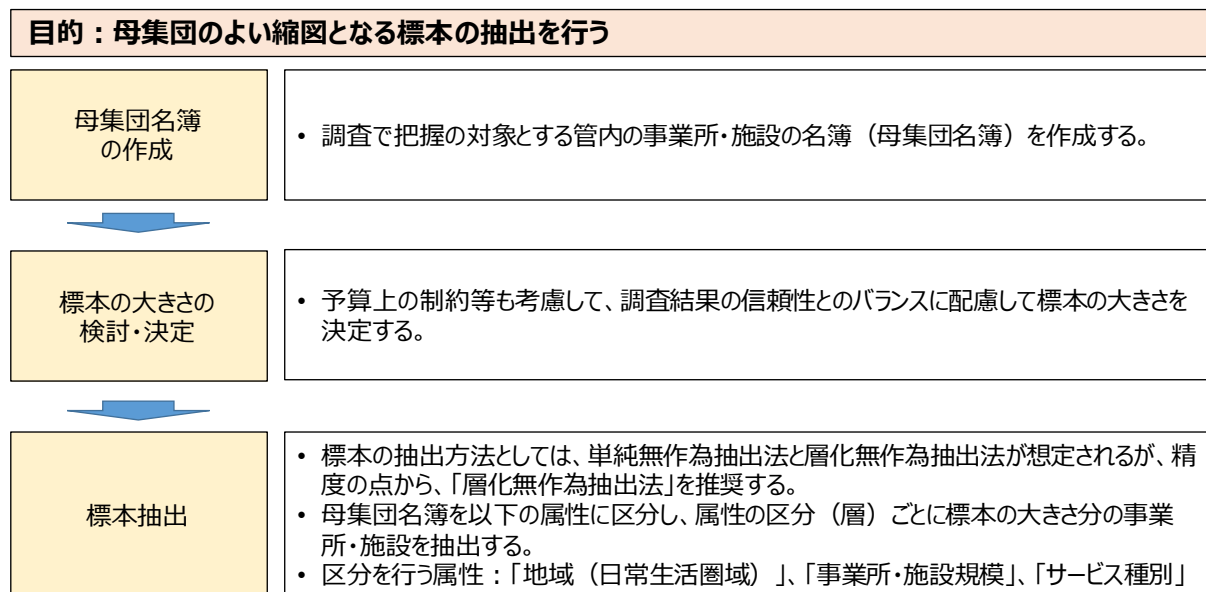 目的：母集団のよい縮図となる標本の抽出を行う
母集団名簿
の作成
• 調査で把握の対象とする管内の事業所・施設の名簿（母集団名簿）を作成する。
標本の大きさの
検討・決定
• 予算上の制約等も考慮して、調査結果の信頼性とのバランスに配慮して標本の大きさを
決定する。
標本抽出
• 標本の抽出方法としては、単純無作為抽出法と層化無作為抽出法が想定されるが、精
度の点から、「層化無作為抽出法」を推奨する。
• 母集団名簿を以下の属性に区分し、属性の区分（層）ごとに標本の大きさ分の事業
所・施設を抽出する。
• 区分を行う属性：「地域（日常生活圏域）」、「事業所・施設規模」、「サービス種別」